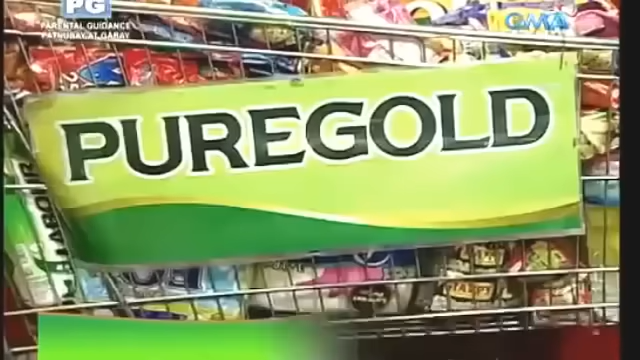 PG
PARENTAL GUIDANCE
PATNUBAY AT GABAY
GMA
PUREGOLD